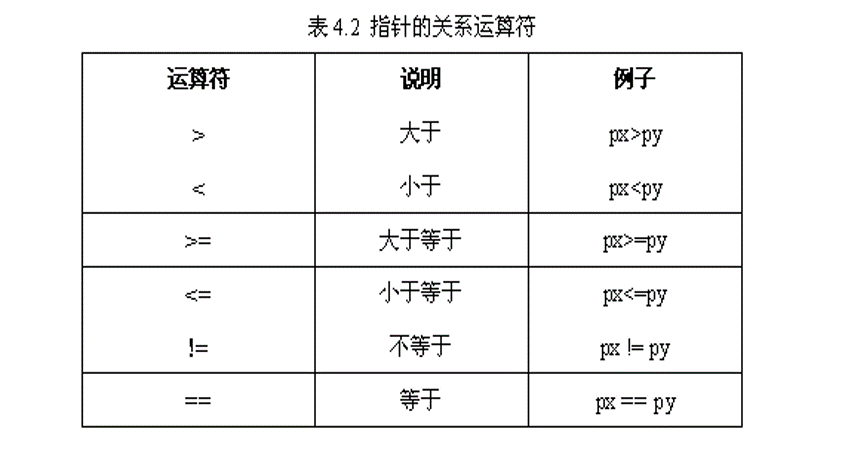 表4.2 指针的关系运算符
运算符 说明 例子
> 大于 px>py
< 小于 px<py
>= 大于等于 px>=py
<= 小于等于 px<=py
!= 不等于 px != py
== 等于 px == py